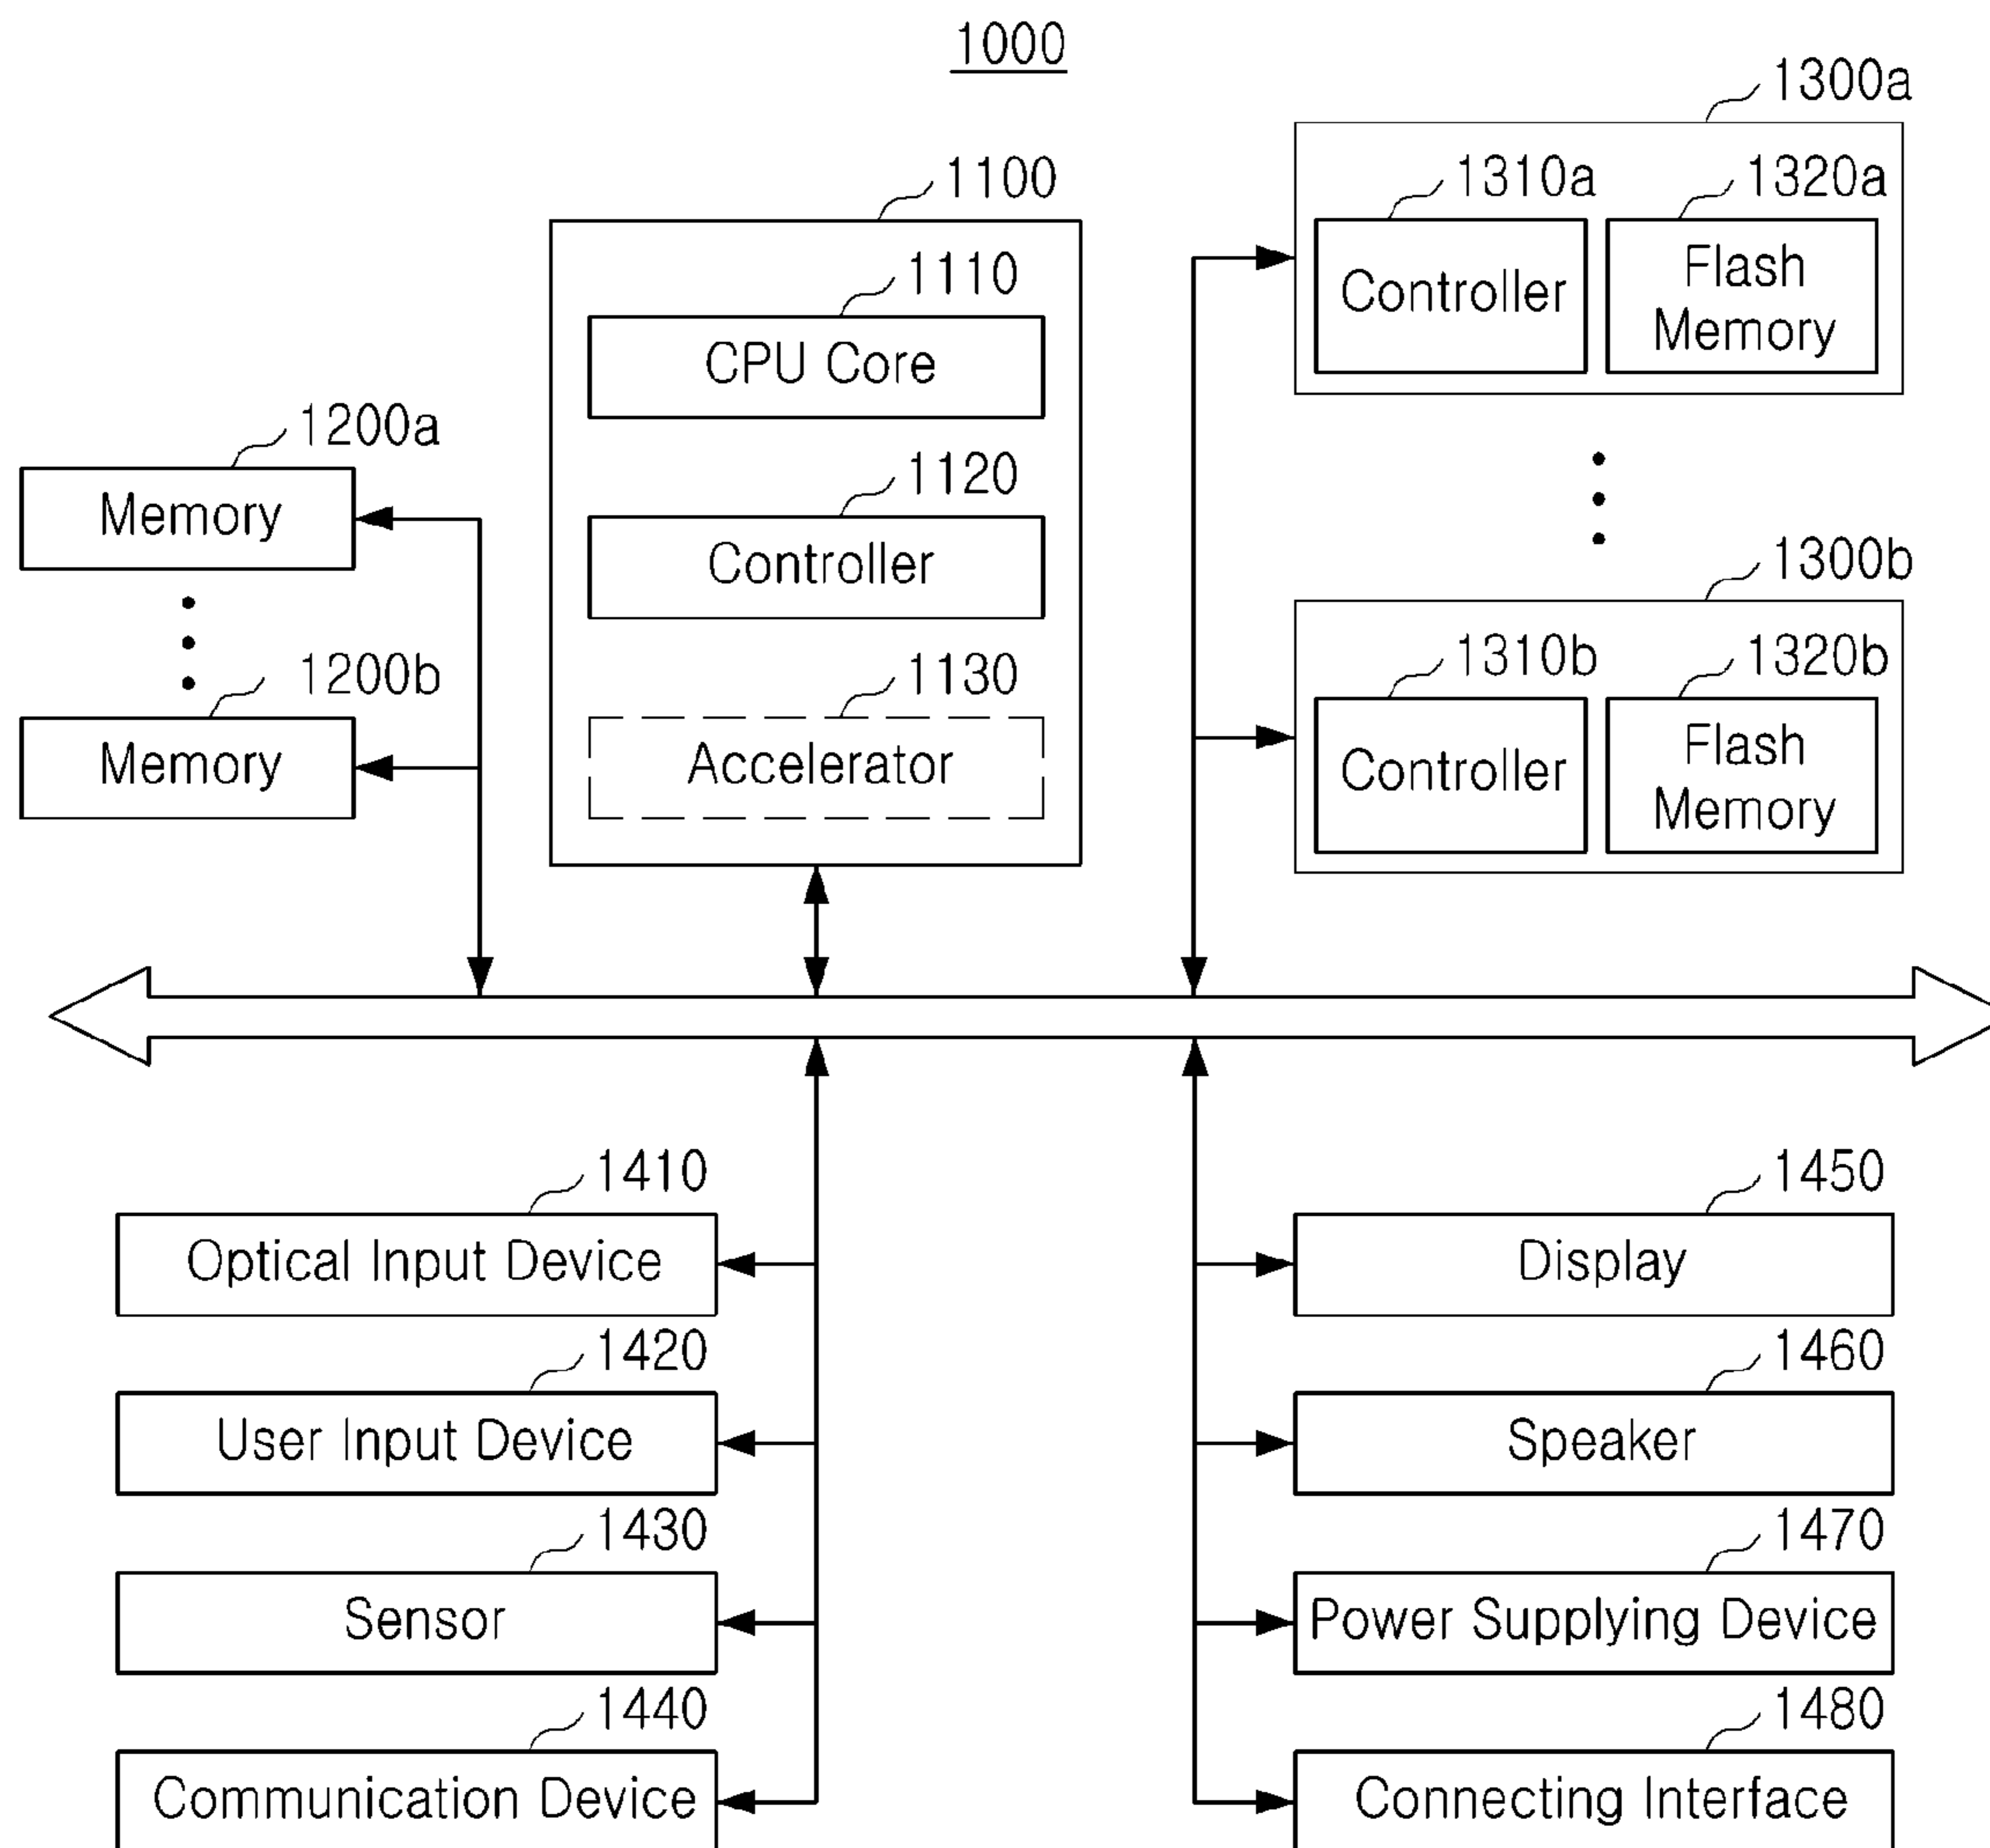 1000
1300a
1310a
1320a
Controller
Flash
Memory
1100
1110
CPU Core
1120
Controller
1130
Accelerator
1200a
Memory
1200b
Memory
1300b
1310b
1320b
Controller
Flash
Memory
1410
Optical Input Device
1420
User Input Device
1430
Sensor
1440
Communication Device
1450
Display
1460
Speaker
1470
Power Supplying Device
1480
Connecting Interface